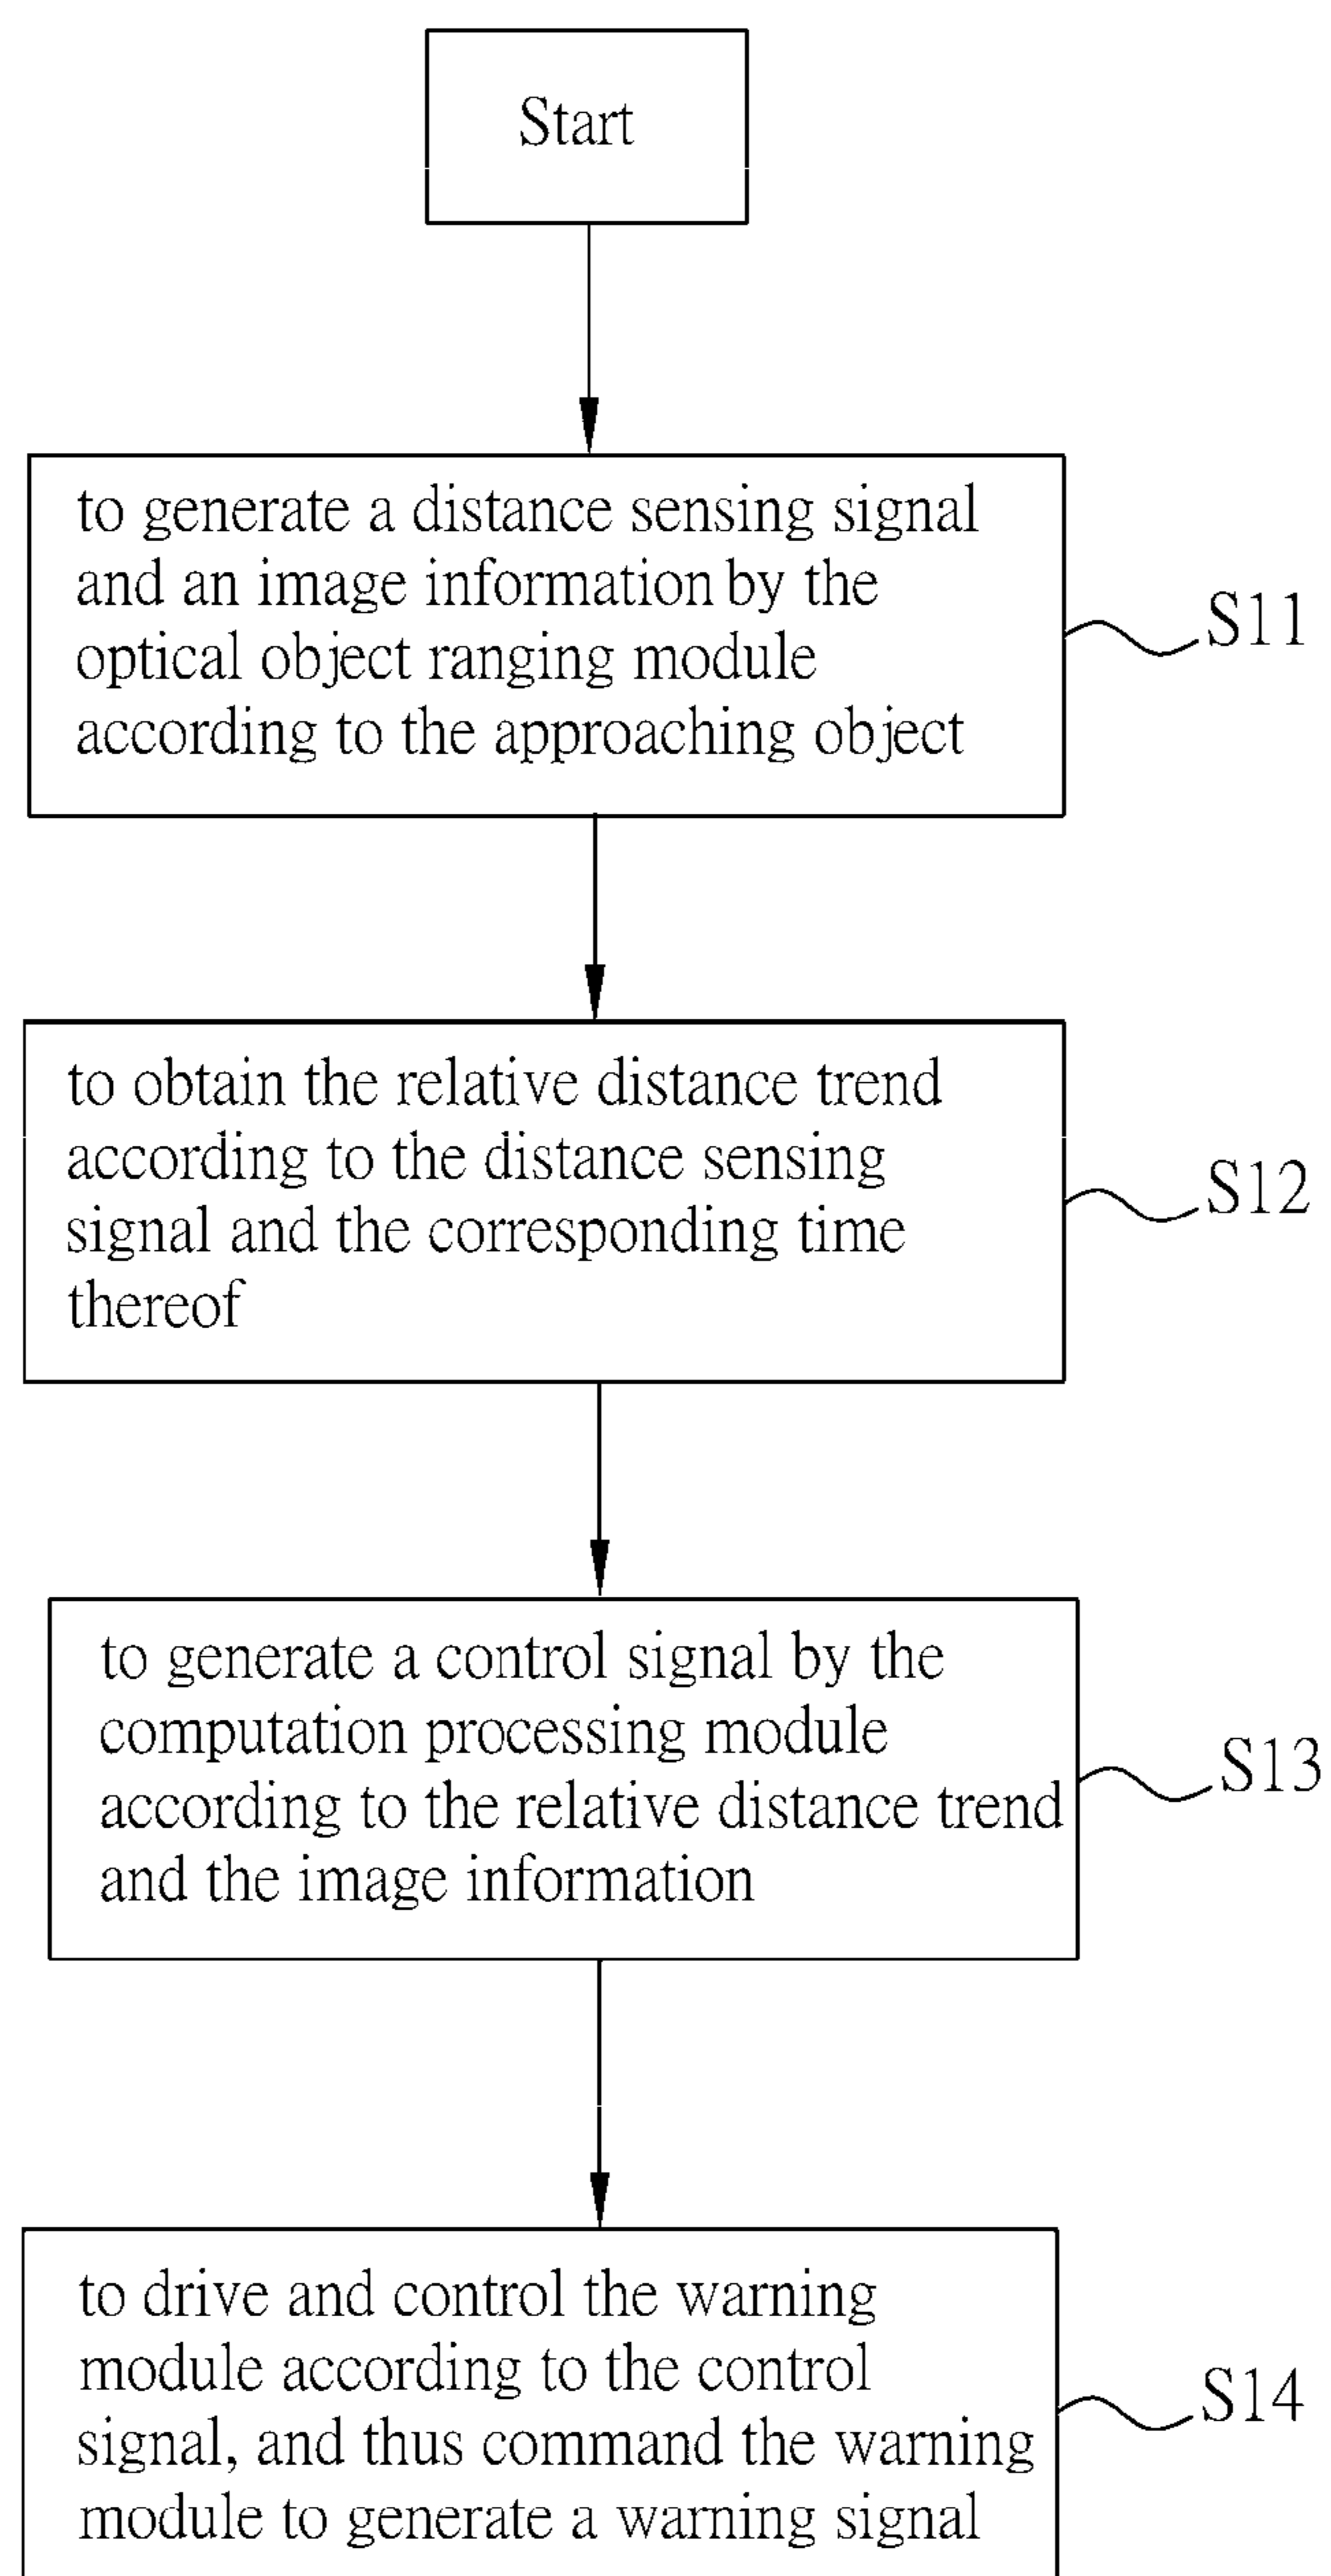 Start
to generate a distance sensing signal
and an image information by the
optical object ranging module
according to the approaching object
S11
to obtain the relative distance trend
according to the distance sensing
signal and the corresponding time
thereof
S12
to generate a control signal by the
computation processing module
according to the relative distance trend
and the image information
S13
to drive and control the warning
module according to the control
signal, and thus command the warning
module to generate a warning signal
S14